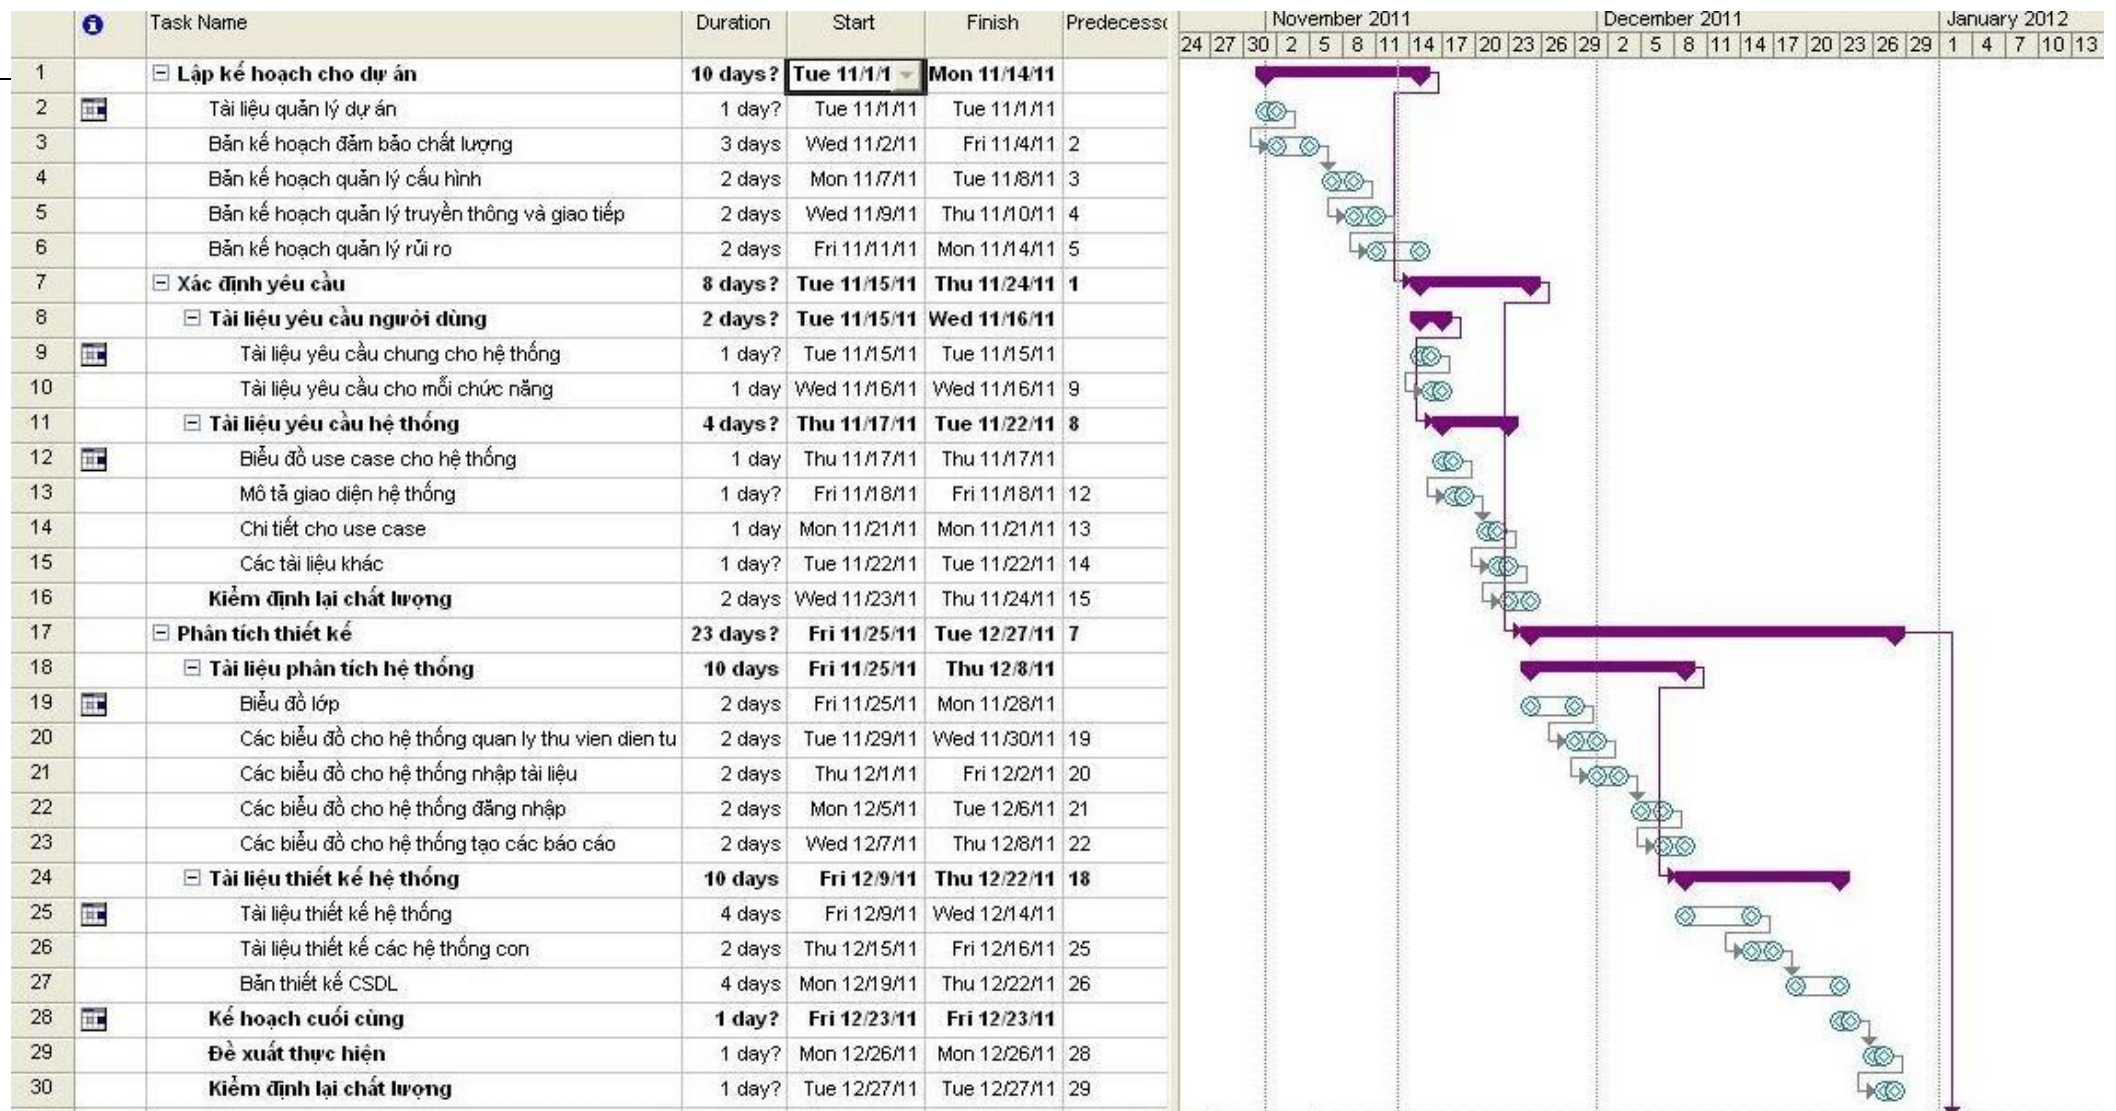 Task Name Duration Start Finish Predecesso November 2011 December 2011 January 2012
24 27 30 2 5 8 11 14 17 20 23 26 29 2 5 8 11 14 17 20 23 26 29 1 4 7 10 13
1 Lập kế hoạch cho dự án 10 days? Tue 11/1/1 Mon 11/14/11
2 Tài liệu quản lý dự án 1 day? Tue 11/1/11 Tue 11/1/11
3 Bản kế hoạch đảm bảo chất lượng 3 days Wed 11/2/11 Fri 11/4/11 2
4 Bản kế hoạch quản lý cấu hình 2 days Mon 11/7/11 Tue 11/8/11 3
5 Bản kế hoạch quản lý truyền thông và giao tiếp 2 days Wed 11/9/11 Thu 11/10/11 4
6 Bản kế hoạch quản lý rủi ro 2 days Fri 11/11/11 Mon 11/14/11 5
7 Xác định yêu cầu 8 days? Tue 11/15/11 Thu 11/24/11 1
8 Tài liệu yêu cầu người dùng 2 days? Tue 11/15/11 Wed 11/16/11
9 Tài liệu yêu cầu chung cho hệ thống 1 day? Tue 11/15/11 Tue 11/15/11
10 Tài liệu yêu cầu cho mỗi chức năng 1 day Wed 11/16/11 Wed 11/16/11 9
11 Tài liệu yêu cầu hệ thống 4 days? Thu 11/17/11 Tue 11/22/11 8
12 Biểu đồ use case cho hệ thống 1 day Thu 11/17/11 Thu 11/17/11
13 Mô tả giao diện hệ thống 1 day? Fri 11/18/11 Fri 11/18/11 12
14 Chi tiết cho use case 1 day Mon 11/21/11 Mon 11/21/11 13
15 Các tài liệu khác 1 day? Tue 11/22/11 Tue 11/22/11 14
16 Kiểm định lại chất lượng 2 days Wed 11/23/11 Thu 11/24/11 15
17 Phân tích thiết kế 23 days? Fri 11/25/11 Tue 12/27/11 7
18 Tài liệu phân tích hệ thống 10 days Fri 11/25/11 Thu 12/8/11
19 Biểu đồ lớp 2 days Fri 11/25/11 Mon 11/28/11
20 Các biểu đồ cho hệ thống quan ly thu vien dien tu 2 days Tue 11/29/11 Wed 11/30/11 19
21 Các biểu đồ cho hệ thống nhập tài liệu 2 days Thu 12/1/11 Fri 12/2/11 20
22 Các biểu đồ cho hệ thống đăng nhập 2 days Mon 12/5/11 Tue 12/6/11 21
23 Các biểu đồ cho hệ thống tạo các báo cáo 2 days Wed 12/7/11 Thu 12/8/11 22
24 Tài liệu thiết kế hệ thống 10 days Fri 12/9/11 Thu 12/22/11 18
25 Tài liệu thiết kế hệ thống 4 days Fri 12/9/11 Wed 12/14/11
26 Tài liệu thiết kế các hệ thống con 2 days Thu 12/15/11 Fri 12/16/11 25
27 Bản thiết kế CSDL 4 days Mon 12/19/11 Thu 12/22/11 26
28 Kế hoạch cuối cùng 1 day? Fri 12/23/11 Fri 12/23/11
29 Đề xuất thực hiện 1 day? Mon 12/26/11 Mon 12/26/11 28
30 Kiểm định lại chất lượng 1 day? Tue 12/27/11 Tue 12/27/11 29